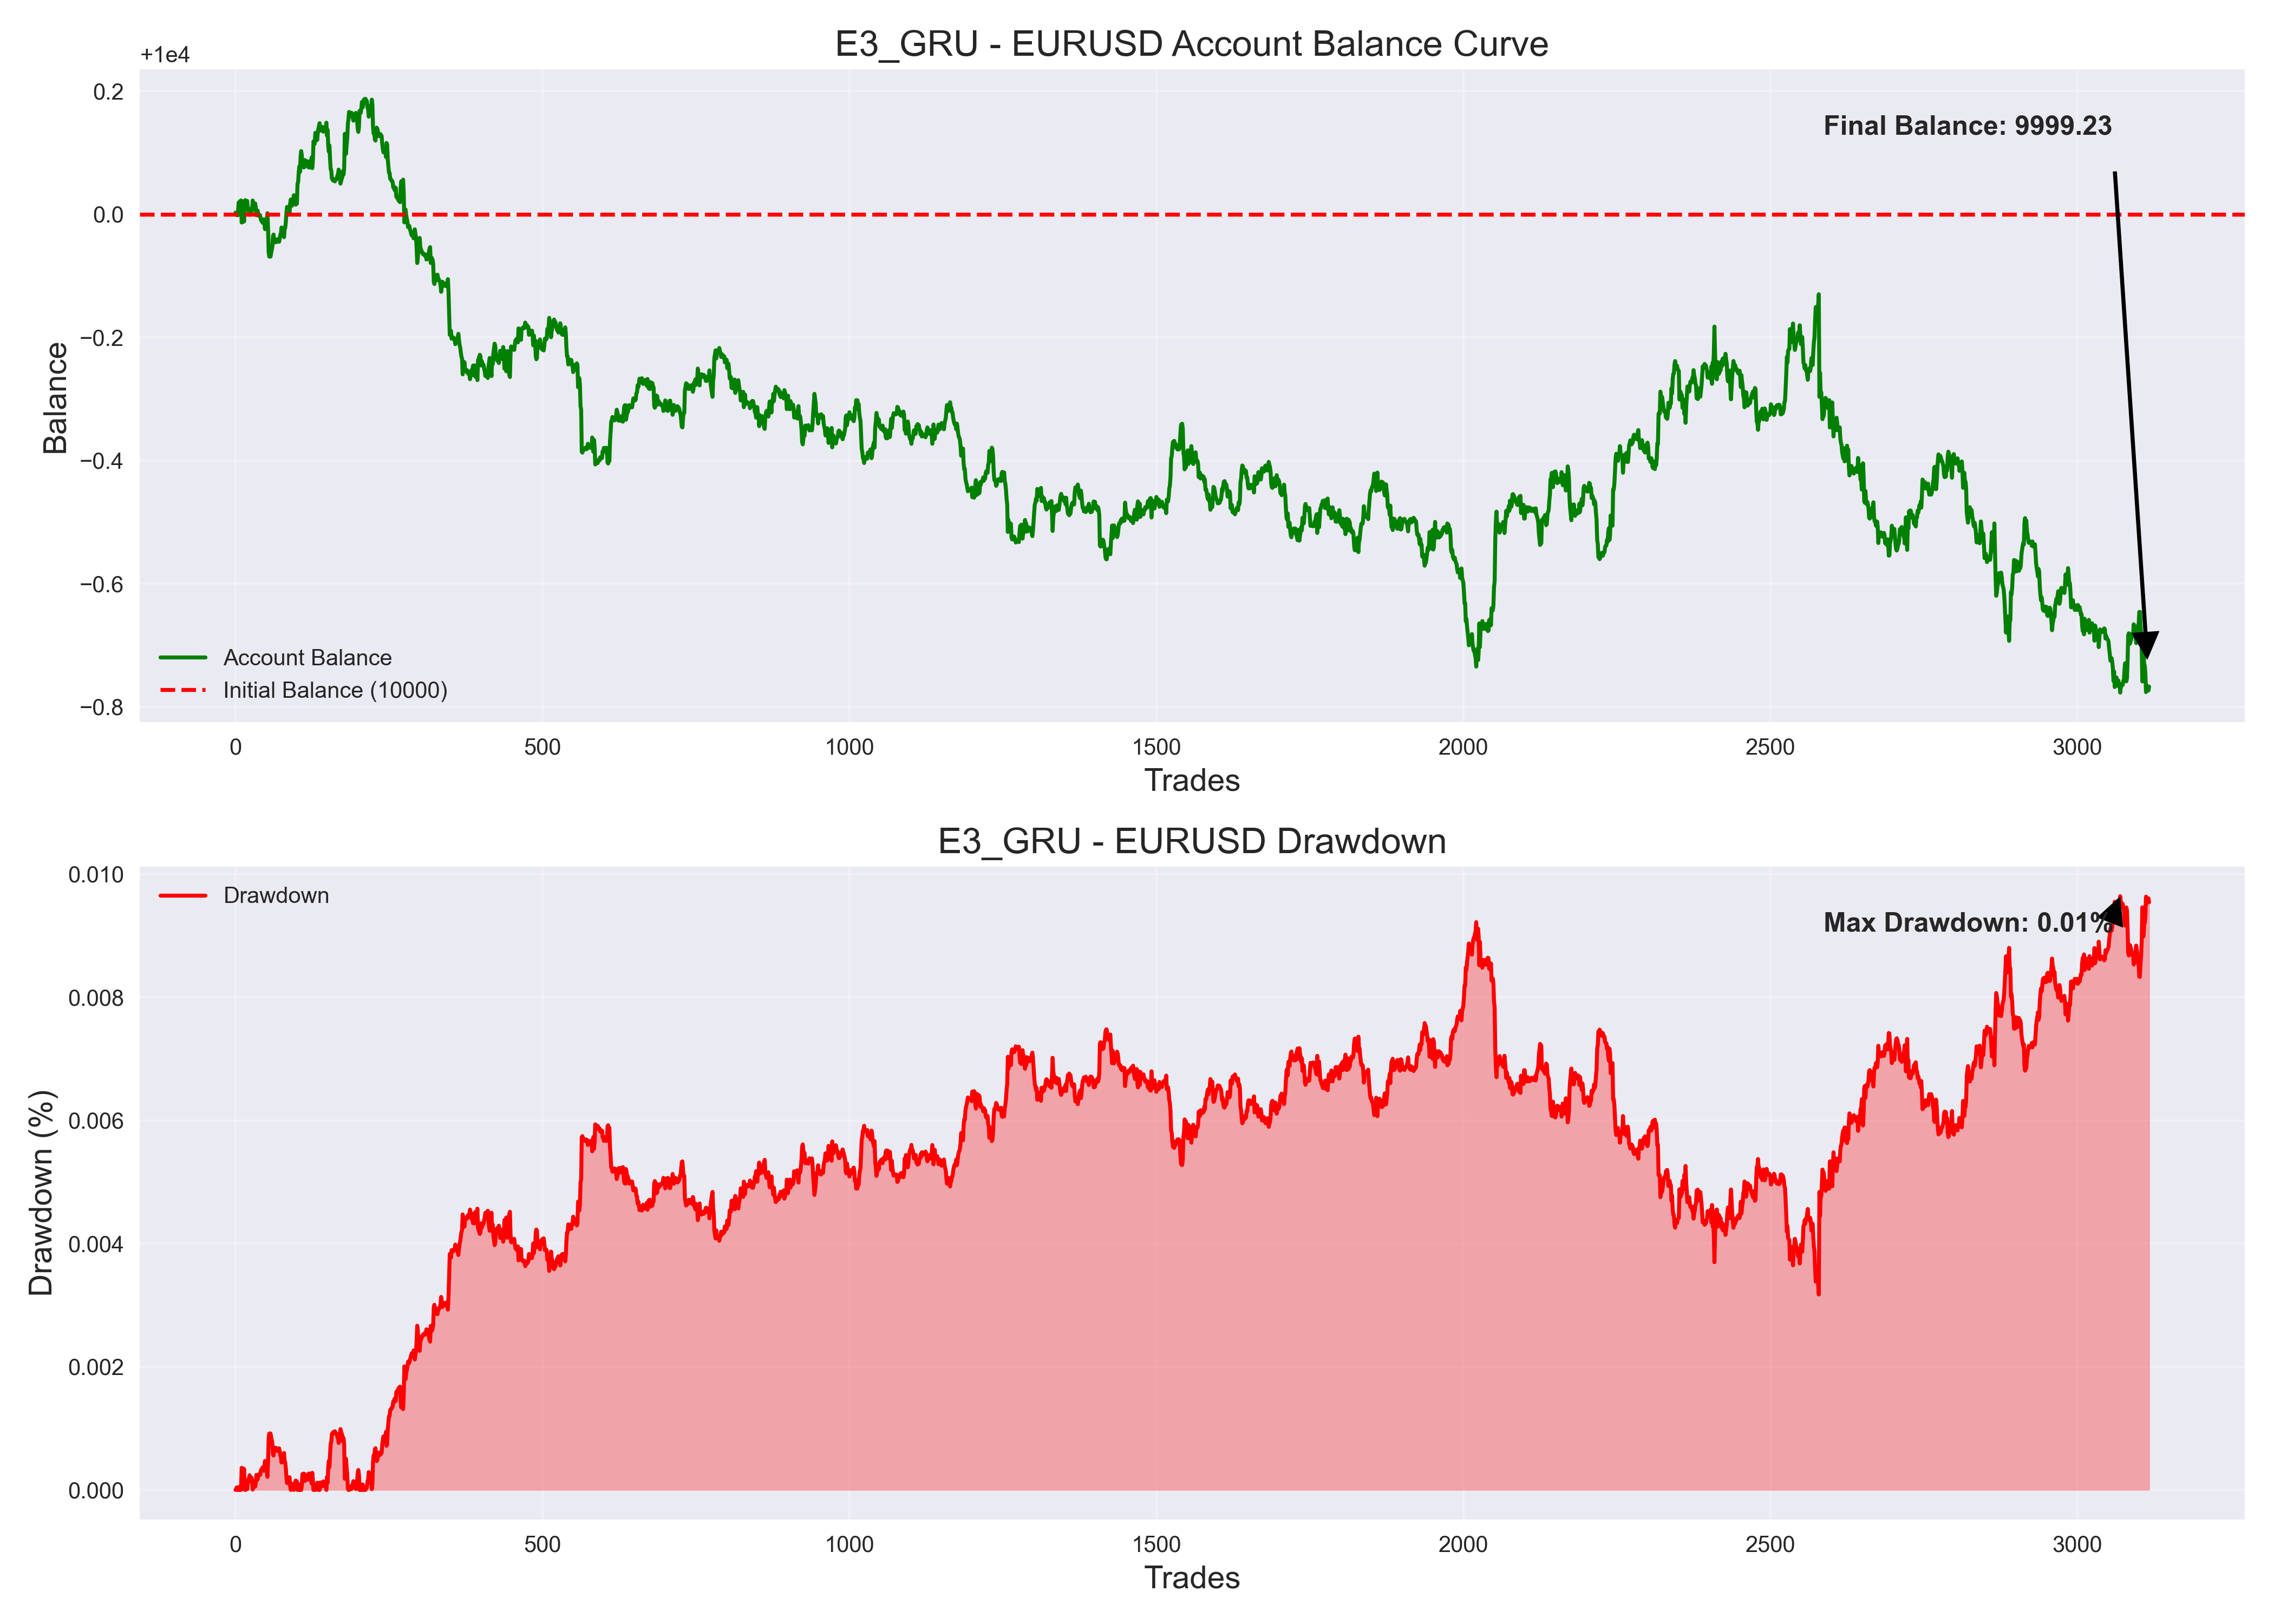 E3_GRU - EURUSD Account Balance Curve
+1e4
0.2
0.0
−0.2
−0.4
−0.6
−0.8
Balance
Final Balance: 9999.23
Account Balance
Initial Balance (10000)
0 500 1000 1500 2000 2500 3000
Trades
E3_GRU - EURUSD Drawdown
0.010
0.008
0.006
0.004
0.002
0.000
Drawdown (%)
Drawdown
Max Drawdown: 0.01%
0 500 1000 1500 2000 2500 3000
Trades